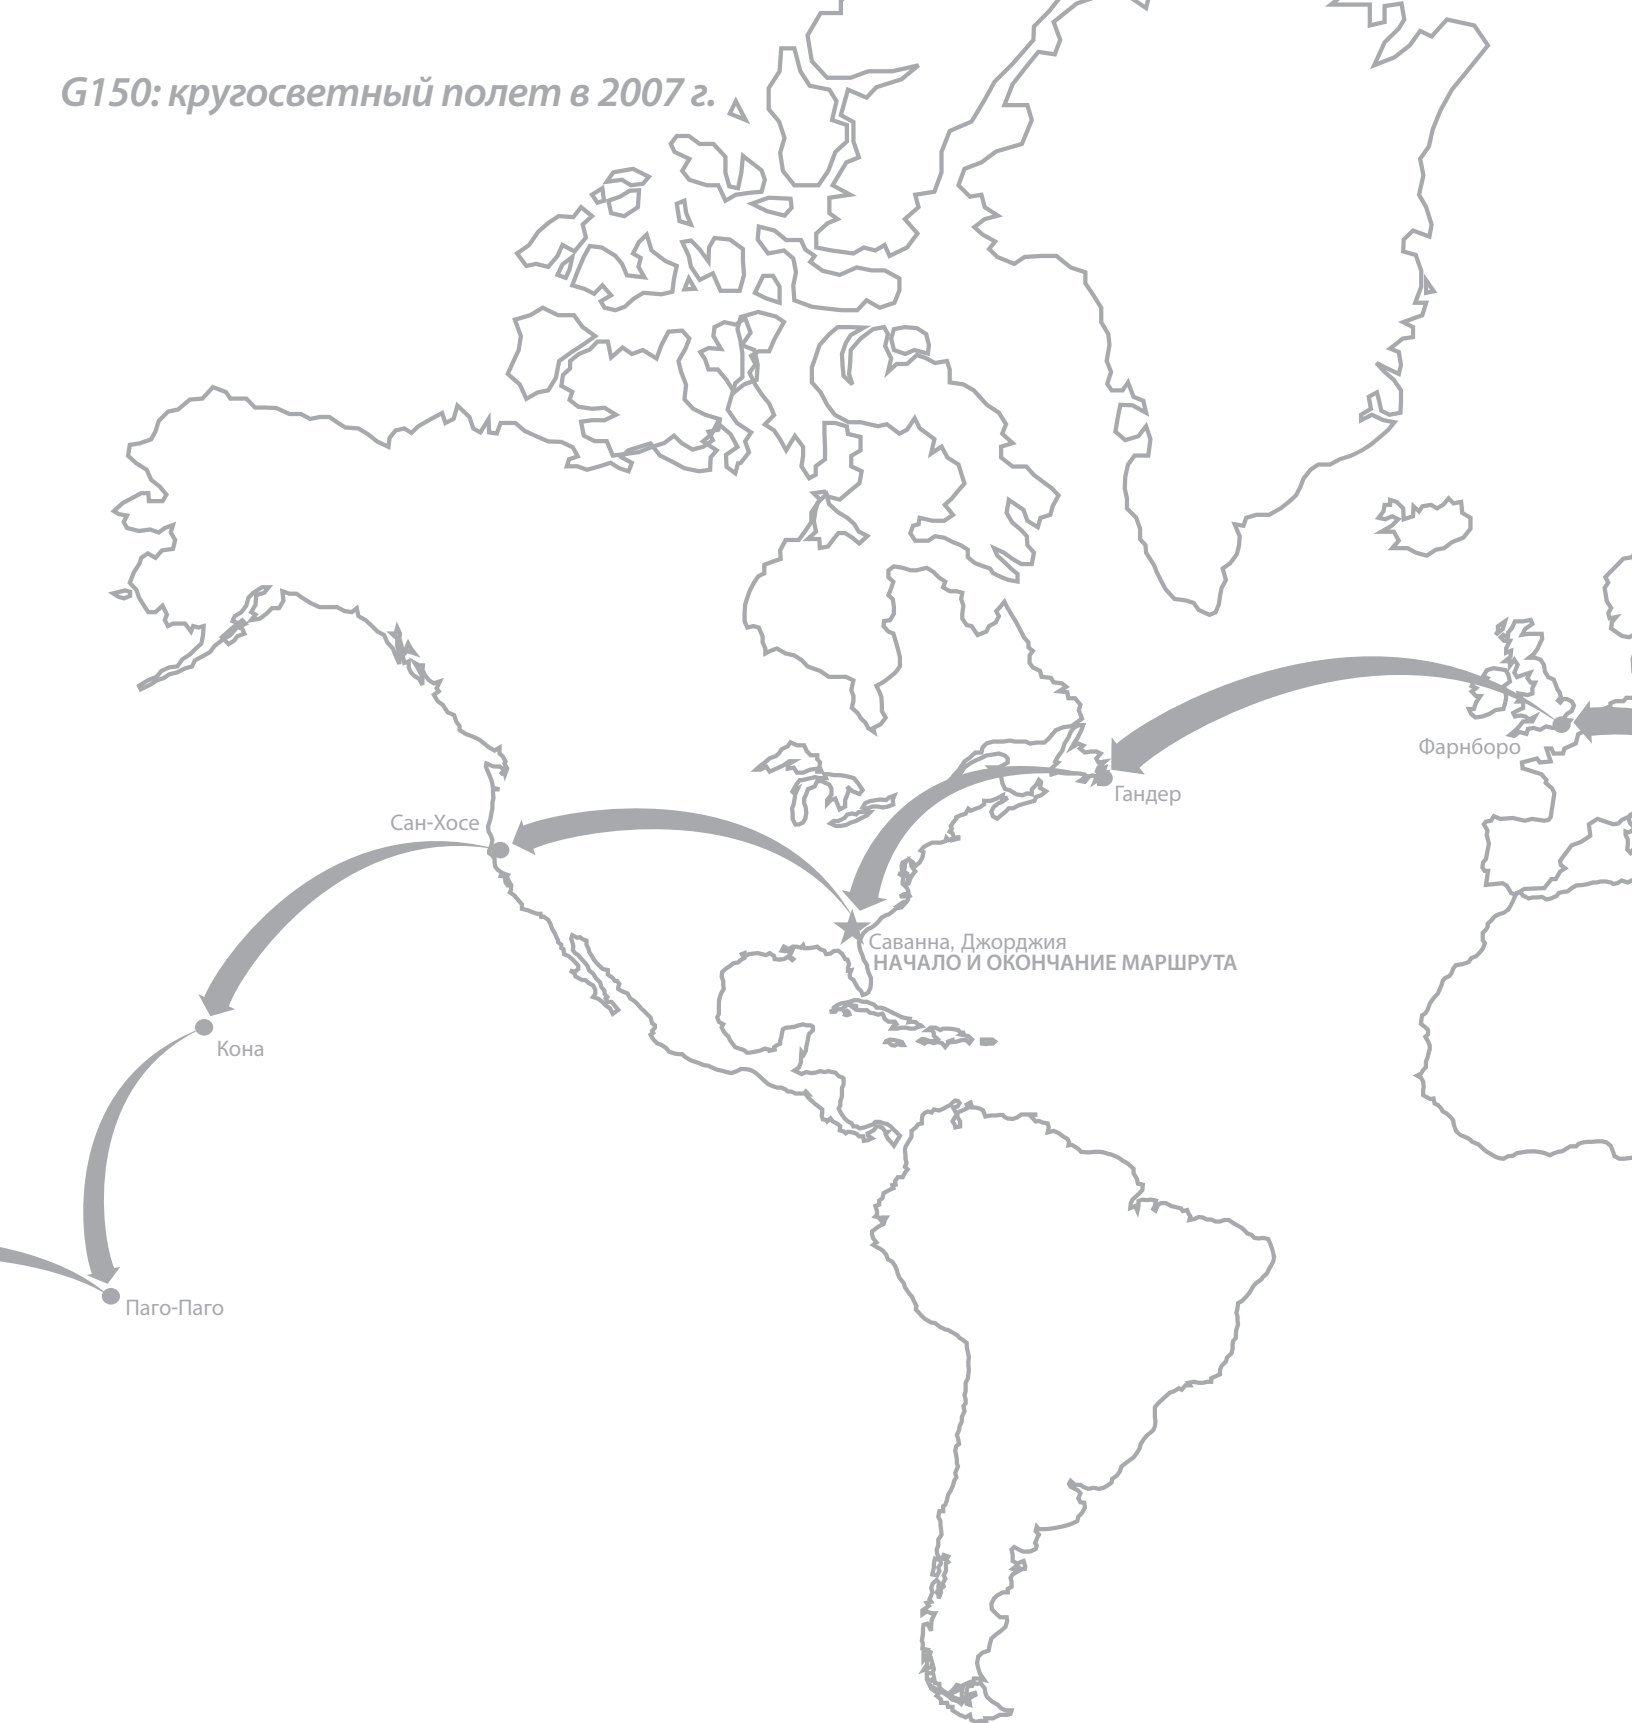 G150: кругосветный полет в 2007 г.
Фарнборо
Гандер
Сан-Хосе
Саванна, Джорджия
НАЧАЛО И ОКОНЧАНИЕ МАРШРУТА
Кона
Паго-Паго